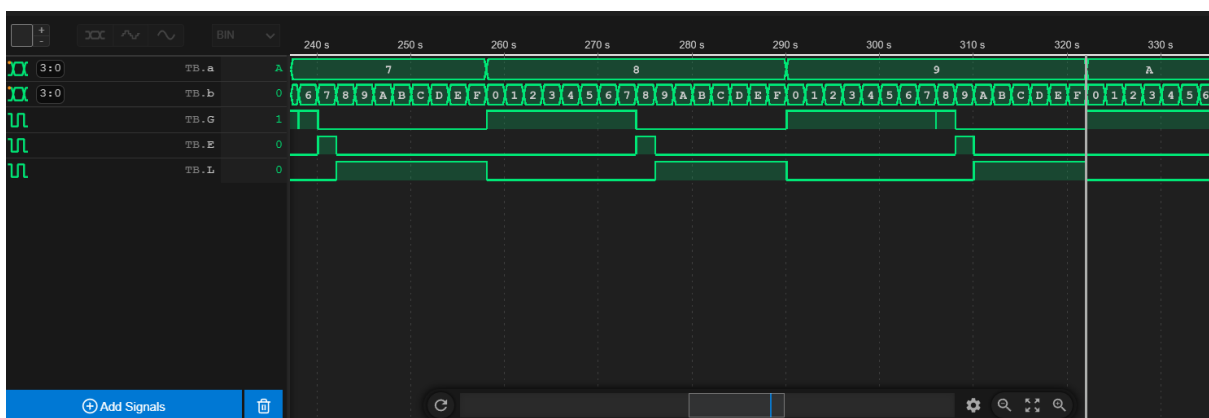 +
-
BIN
240 s 250 s 260 s 270 s 280 s 290 s 300 s 310 s 320 s 330 s
3:0 TB.a A 7 8 9 A
3:0 TB.b 0 6 7 8 9 A B C D E F 0 1 2 3 4 5 6 7 8 9 A B C D E F 0 1 2 3 4 5 6 7 8 9 A B C D E F 0 1 2 3 4 5 6
TB.G 1
TB.E 0
TB.L 0
Add Signals